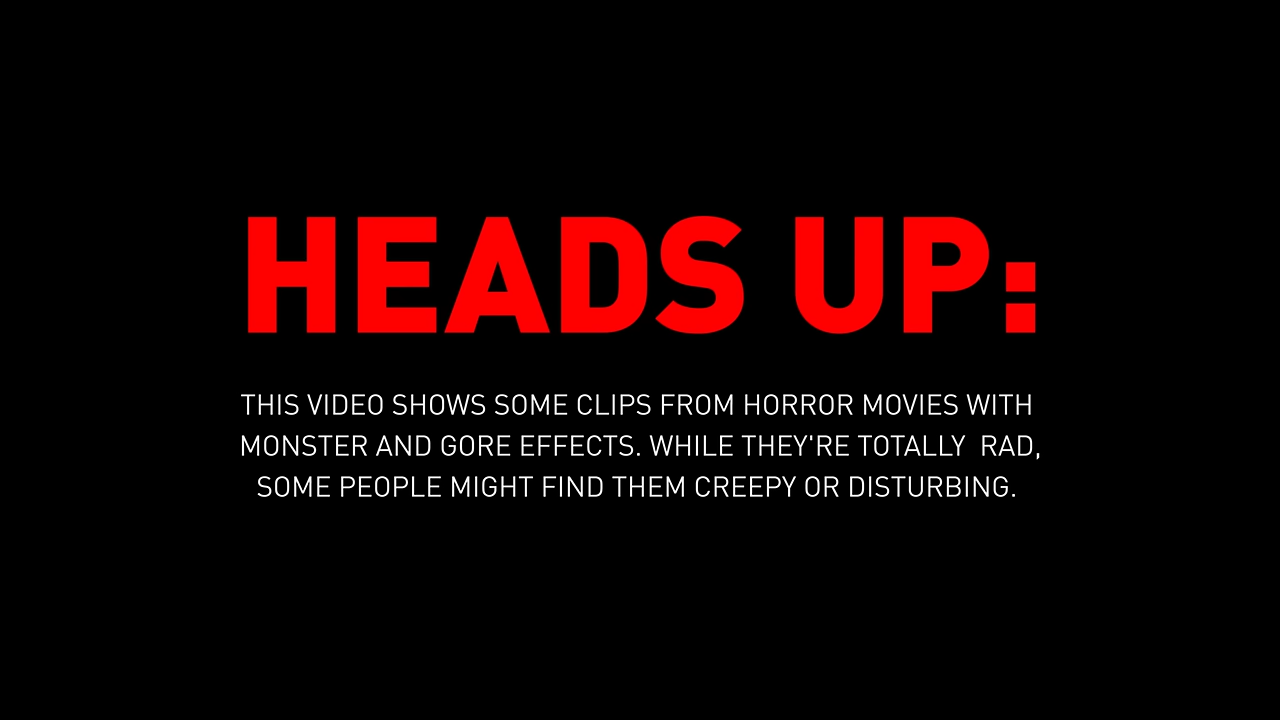 HEADS UP:
THIS VIDEO SHOWS SOME CLIPS FROM HORROR MOVIES WITH
MONSTER AND GORE EFFECTS. WHILE THEY'RE TOTALLY  RAD,
SOME PEOPLE MIGHT FIND THEM CREEPY OR DISTURBING.